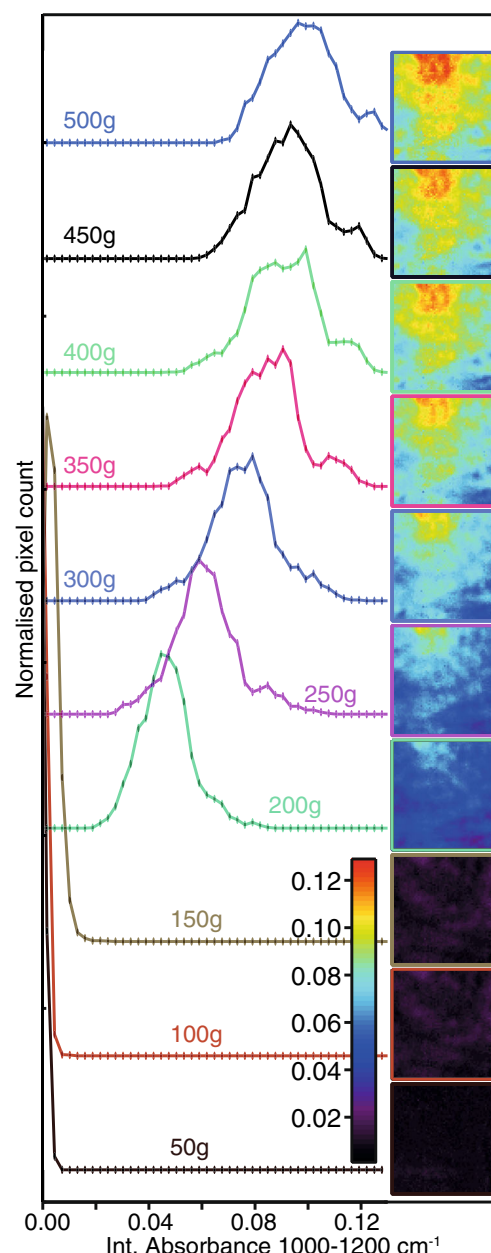 500g
450g
400g
350g
300g
250g
200g
150g
100g
50g
0.12
0.10
0.08
0.06
0.04
0.02
Normalised pixel count
0.00 0.04 0.08 0.12
Int. Absorbance 1000-1200 cm⁻¹